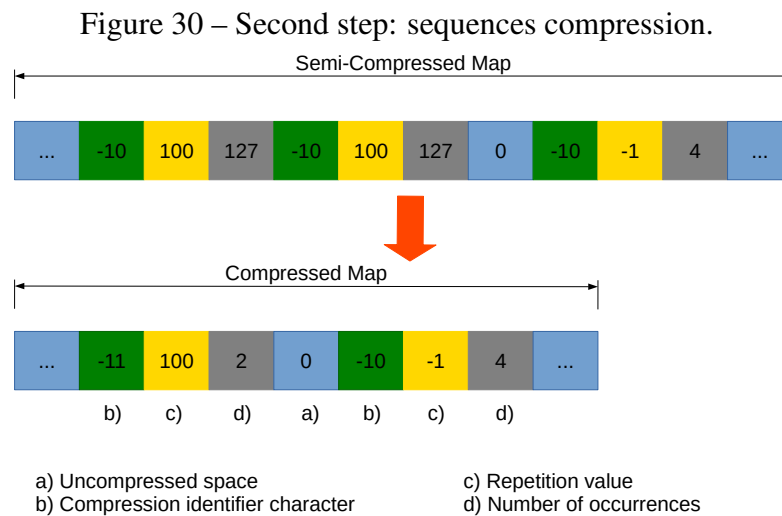 Figure 30 – Second step: sequences compression.
Semi-Compressed Map
... -10 100 127 -10 100 127 0 -10 -1 4 ...
Compressed Map
... -11 100 2 0 -10 -1 4 ...
b) c) d) a) b) c) d)
a) Uncompressed space c) Repetition value
b) Compression identifier character d) Number of occurrences